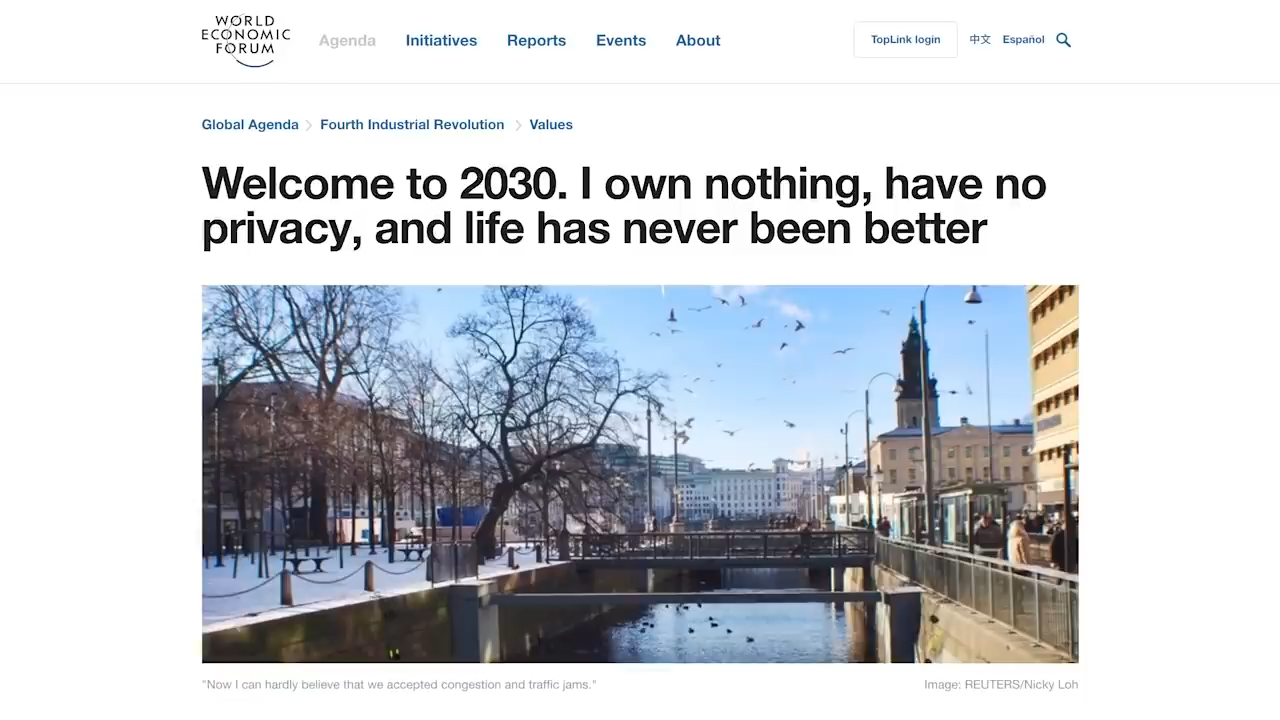 WORLD
ECONOMIC
FORUM
Agenda Initiatives Reports Events About
TopLink login 中文 Español
Global Agenda Fourth Industrial Revolution Values
Welcome to 2030. I own nothing, have no
privacy, and life has never been better
"Now I can hardly believe that we accepted congestion and traffic jams." Image: REUTERS/Nicky Loh